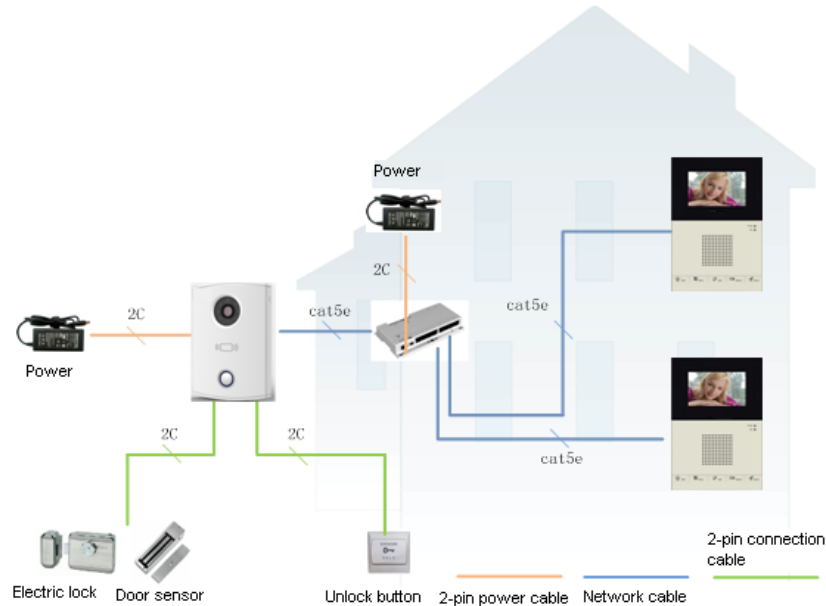 Power
2C
cat5e
2C
cat5e
Power
2C
2C
cat5e
2-pin connection
cable
Electric lock
Door sensor
Unlock button
2-pin power cable
Network cable